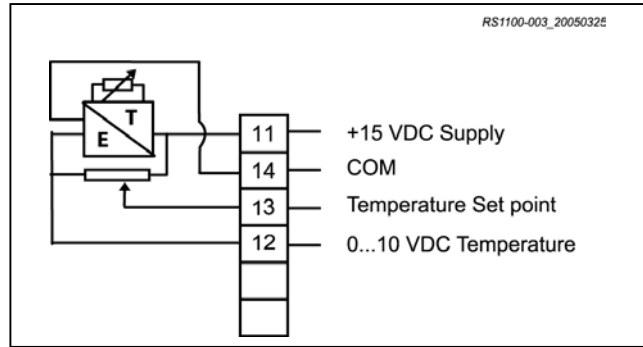 RS1100-003_20050325
T
E
11 +15 VDC Supply
14 COM
13 Temperature Set point
12 0...10 VDC Temperature